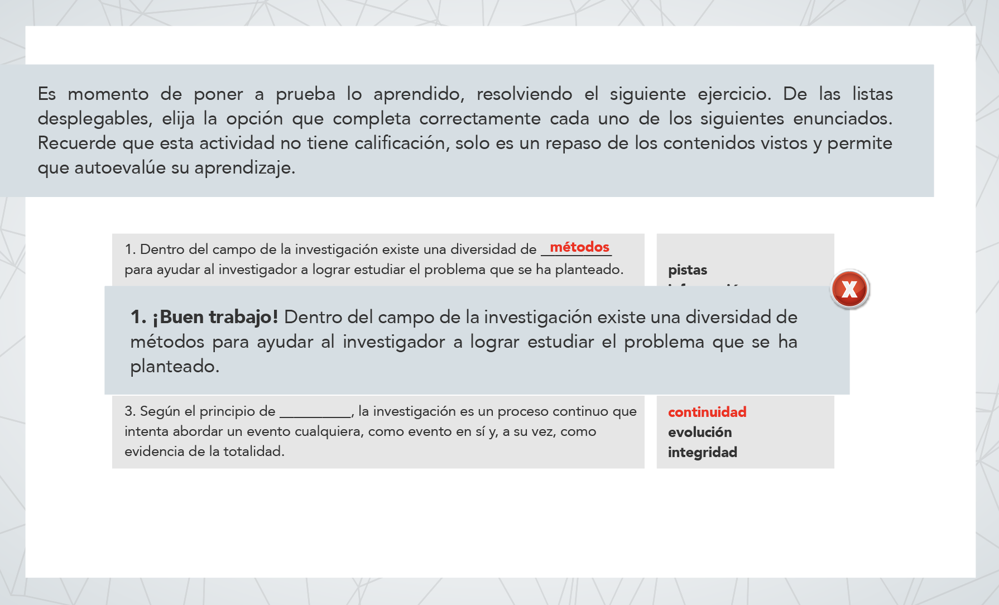 Es momento de poner a prueba lo aprendido, resolviendo el siguiente ejercicio. De las listas
desplegables, elija la opción que completa correctamente cada uno de los siguientes enunciados.
Recuerde que esta actividad no tiene calificación, solo es un repaso de los contenidos vistos y permite
que autoevalúe su aprendizaje.
1. Dentro del campo de la investigación existe una diversidad de métodos
para ayudar al investigador a lograr estudiar el problema que se ha planteado.
pistas
X
1. ¡Buen trabajo! Dentro del campo de la investigación existe una diversidad de
métodos para ayudar al investigador a lograr estudiar el problema que se ha
planteado.
3. Según el principio de __________, la investigación es un proceso continuo que
intenta abordar un evento cualquiera, como evento en sí y, a su vez, como
evidencia de la totalidad.
continuidad
evolución
integridad